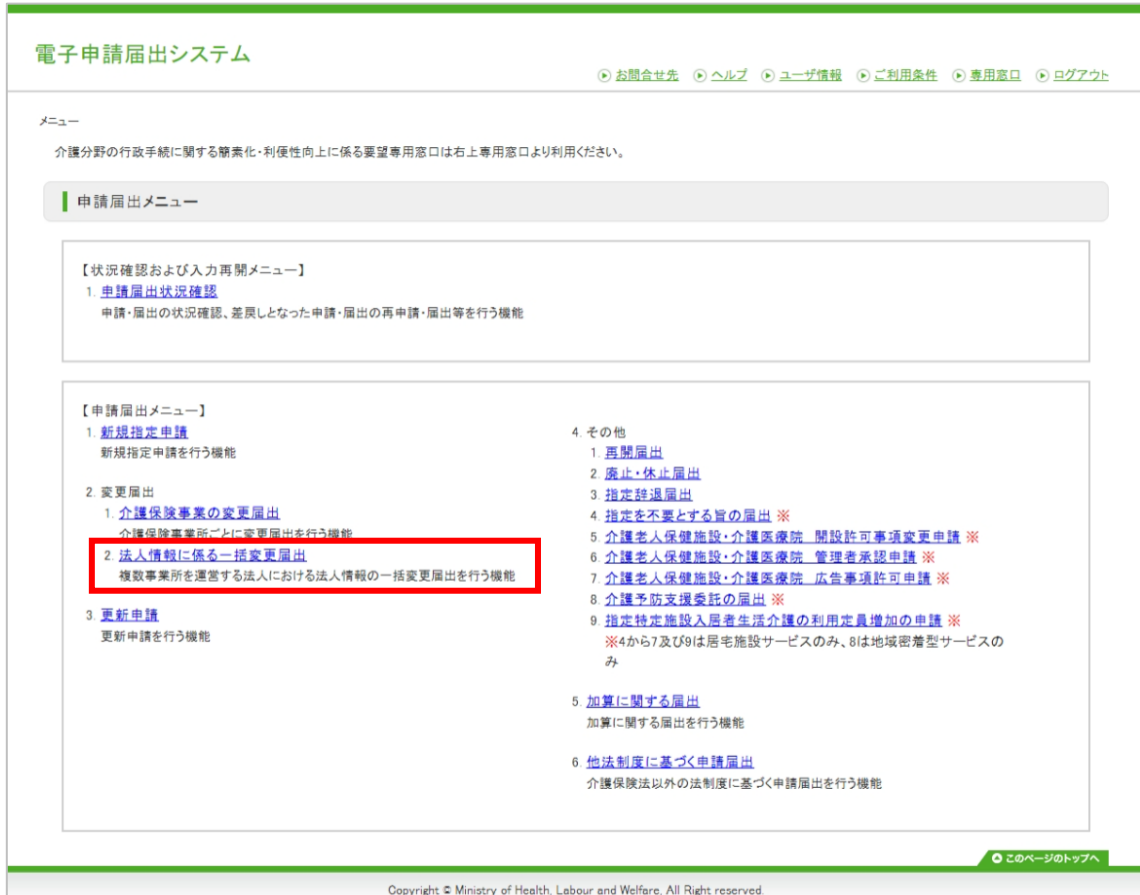 電子申請届出システム
お問合せ先 ヘルプ ユーザ情報 ご利用条件 専用窓口 ログアウト
メニュー
介護分野の行政手続に関する簡素化・利便性向上に係る要望専用窓口は右上専用窓口より利用ください。
申請届出メニュー
【状況確認および入力再開メニュー】
1. 申請届出状況確認
申請・届出の状況確認、差戻しとなった申請・届出の再申請・届出等を行う機能
【申請届出メニュー】
1. 新規指定申請
新規指定申請を行う機能
2. 変更届出
1. 介護保険事業の変更届出
介護保険事業所ごとに変更届出を行う機能
2. 法人情報に係る一括変更届出
複数事業所を運営する法人における法人情報の一括変更届出を行う機能
3. 更新申請
更新申請を行う機能
4. その他
1. 再開届出
2. 廃止・休止届出
3. 指定辞退届出
4. 指定を不要とする旨の届出 ※
5. 介護老人保健施設・介護医療院 開設許可事項変更申請 ※
6. 介護老人保健施設・介護医療院 管理者承認申請 ※
7. 介護老人保健施設・介護医療院 広告事項許可申請 ※
8. 介護予防支援委託の届出 ※
9. 指定特定施設入居者生活介護の利用定員増加の申請 ※
※4から7及び9は居宅施設サービスのみ、8は地域密着型サービスの
み
5. 加算に関する届出
加算に関する届出を行う機能
6. 他法制度に基づく申請届出
介護保険法以外の法制度に基づく申請届出を行う機能
このページのトップへ
Copyright © Ministry of Health, Labour and Welfare, All Right reserved.